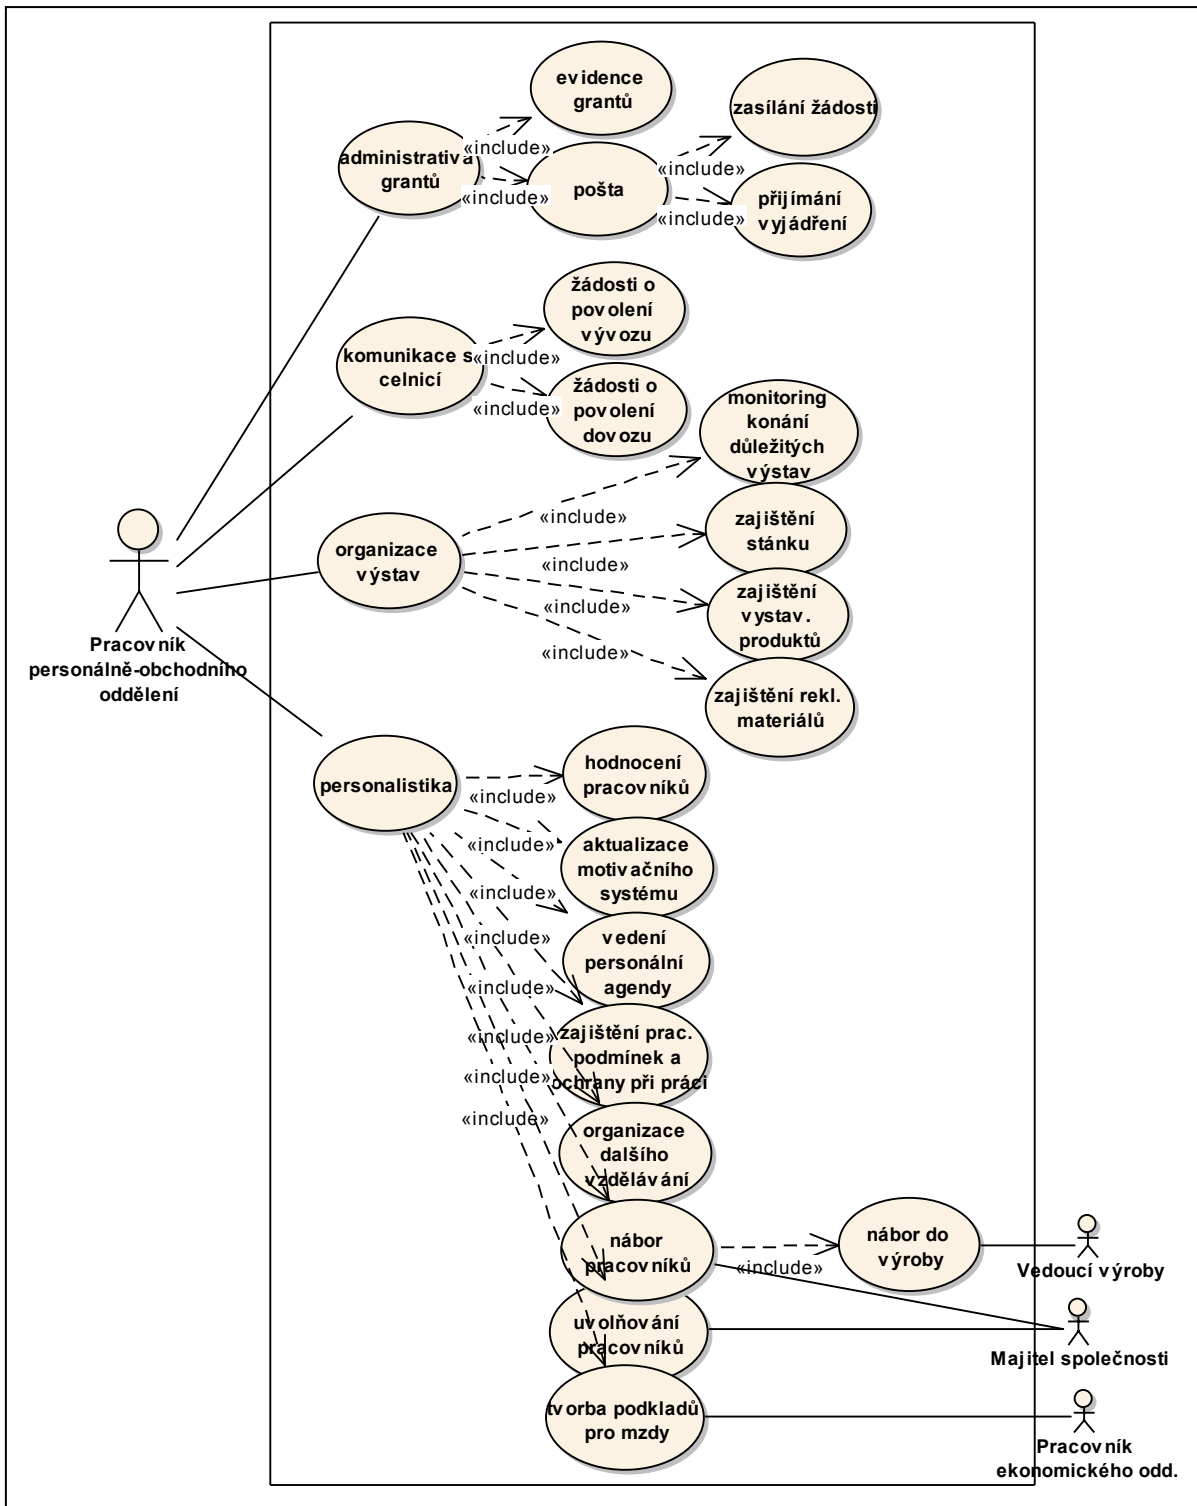 evidence
grantů
zasílání žádostí
administrativa
grantů
«include»
«include»
pošta
«include»
«include»
přijímání
vyjádření
žádosti o
povolení
vývozu
komunikace s
celnicí
«include»
«include»
žádosti o
povolení
dovozu
monitoring
konání
důležitých
výstav
organizace
výstav
«include»
«include»
«include»
«include»
zajištění
stánku
zajištění
vystav.
produktů
zajištění rekl.
materiálů
Pracovník
personálně-obchodního
oddělení
personalistika
«include»
«include»
«include»
«include»
«include»
«include»
«include»
«include»
hodnocení
pracovníků
aktualizace
motivačního
systému
vedení
personální
agendy
zajištění prac.
podmínek a
ochrany při práci
organizace
dalšího
vzdělávání
nábor
pracovníků
«include»
nábor do
výroby
Vedoucí výroby
uvolňování
pracovníků
Majitel společnosti
tvorba podkladů
pro mzdy
Pracovník
ekonomického odd.